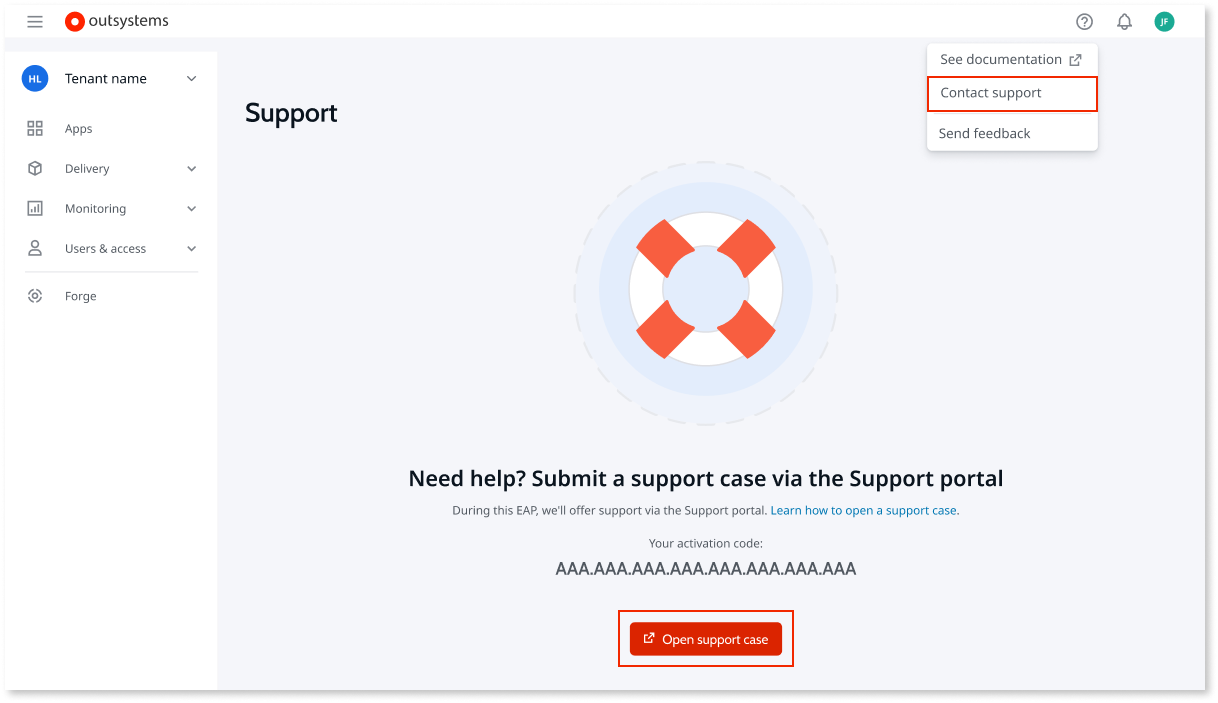 outsystems
JF
HL
Tenant name
Apps
Delivery
Monitoring
Users & access
Forge
See documentation
Contact support
Send feedback
Support
Need help? Submit a support case via the Support portal
During this EAP, we'll offer support via the Support portal. Learn how to open a support case.
Your activation code:
AAA.AAA.AAA.AAA.AAA.AAA.AAA.AAA
Open support case